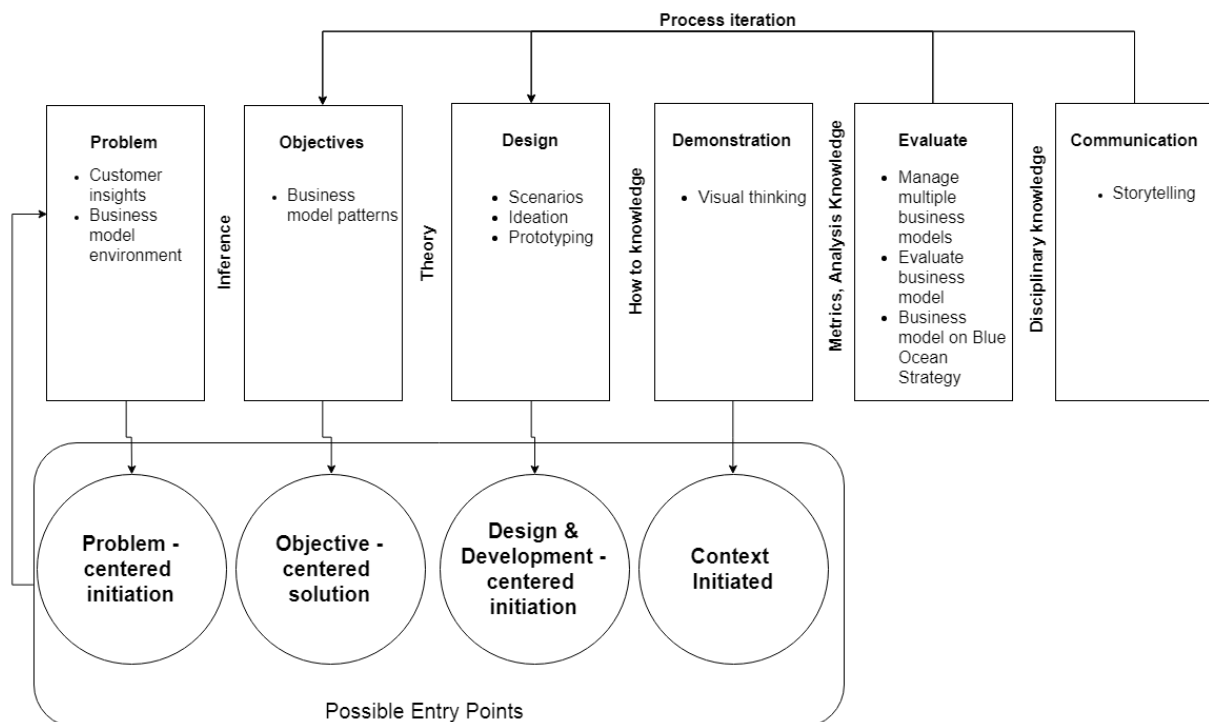 Process iteration
Problem
• Customer
insights
• Business
model
environment
Inference
Objectives
• Business
model patterns
Theory
Design
• Scenarios
• Ideation
• Prototyping
How to knowledge
Demonstration
• Visual thinking
Metrics, Analysis Knowledge
Evaluate
• Manage
multiple
business
models
• Evaluate
business
model
• Business
model on Blue
Ocean
Strategy
Disciplinary knowledge
Communication
• Storytelling
Problem -
centered
initiation
Objective -
centered
solution
Design &
Development -
centered
initiation
Context
Initiated
Possible Entry Points